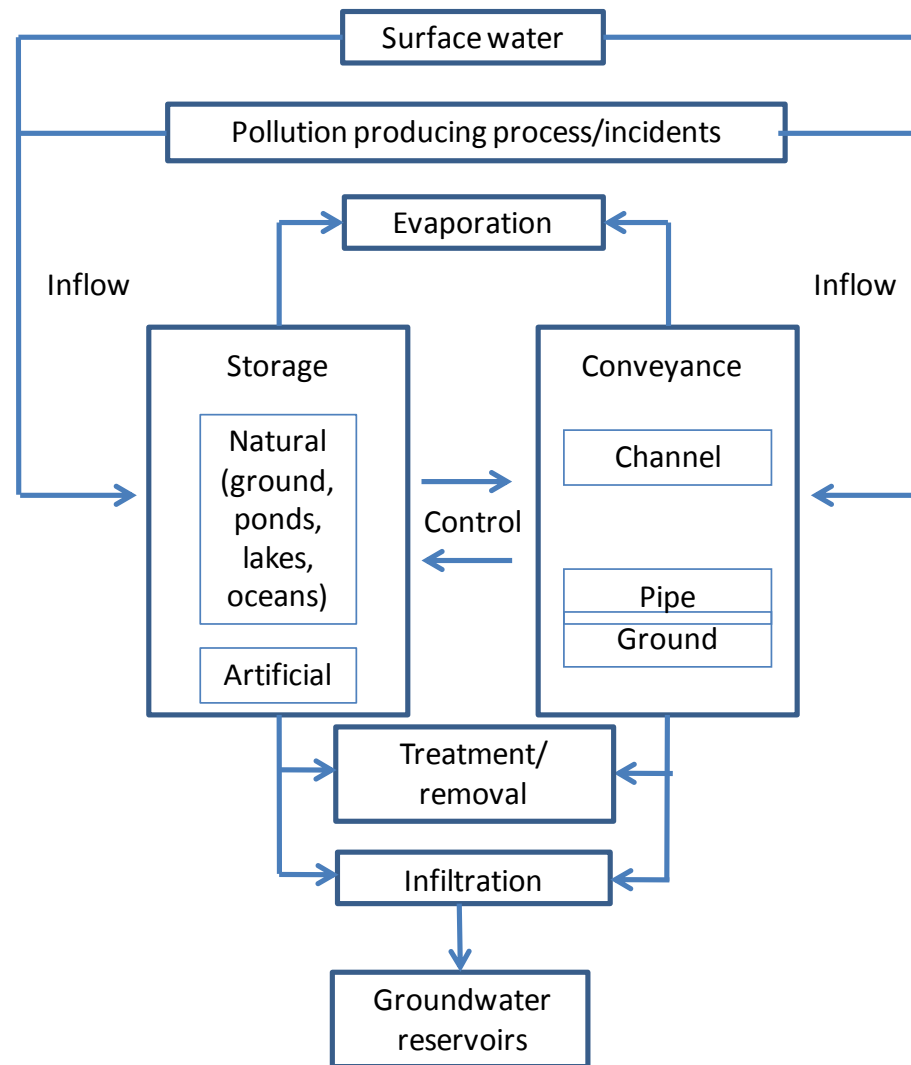 Surface water
Pollution producing process/incidents
Evaporation
Inflow
Inflow
Storage
Natural
(ground,
ponds,
lakes,
oceans)
Artificial
Control
Conveyance
Channel
Pipe
Ground
Treatment/
removal
Infiltration
Groundwater
reservoirs